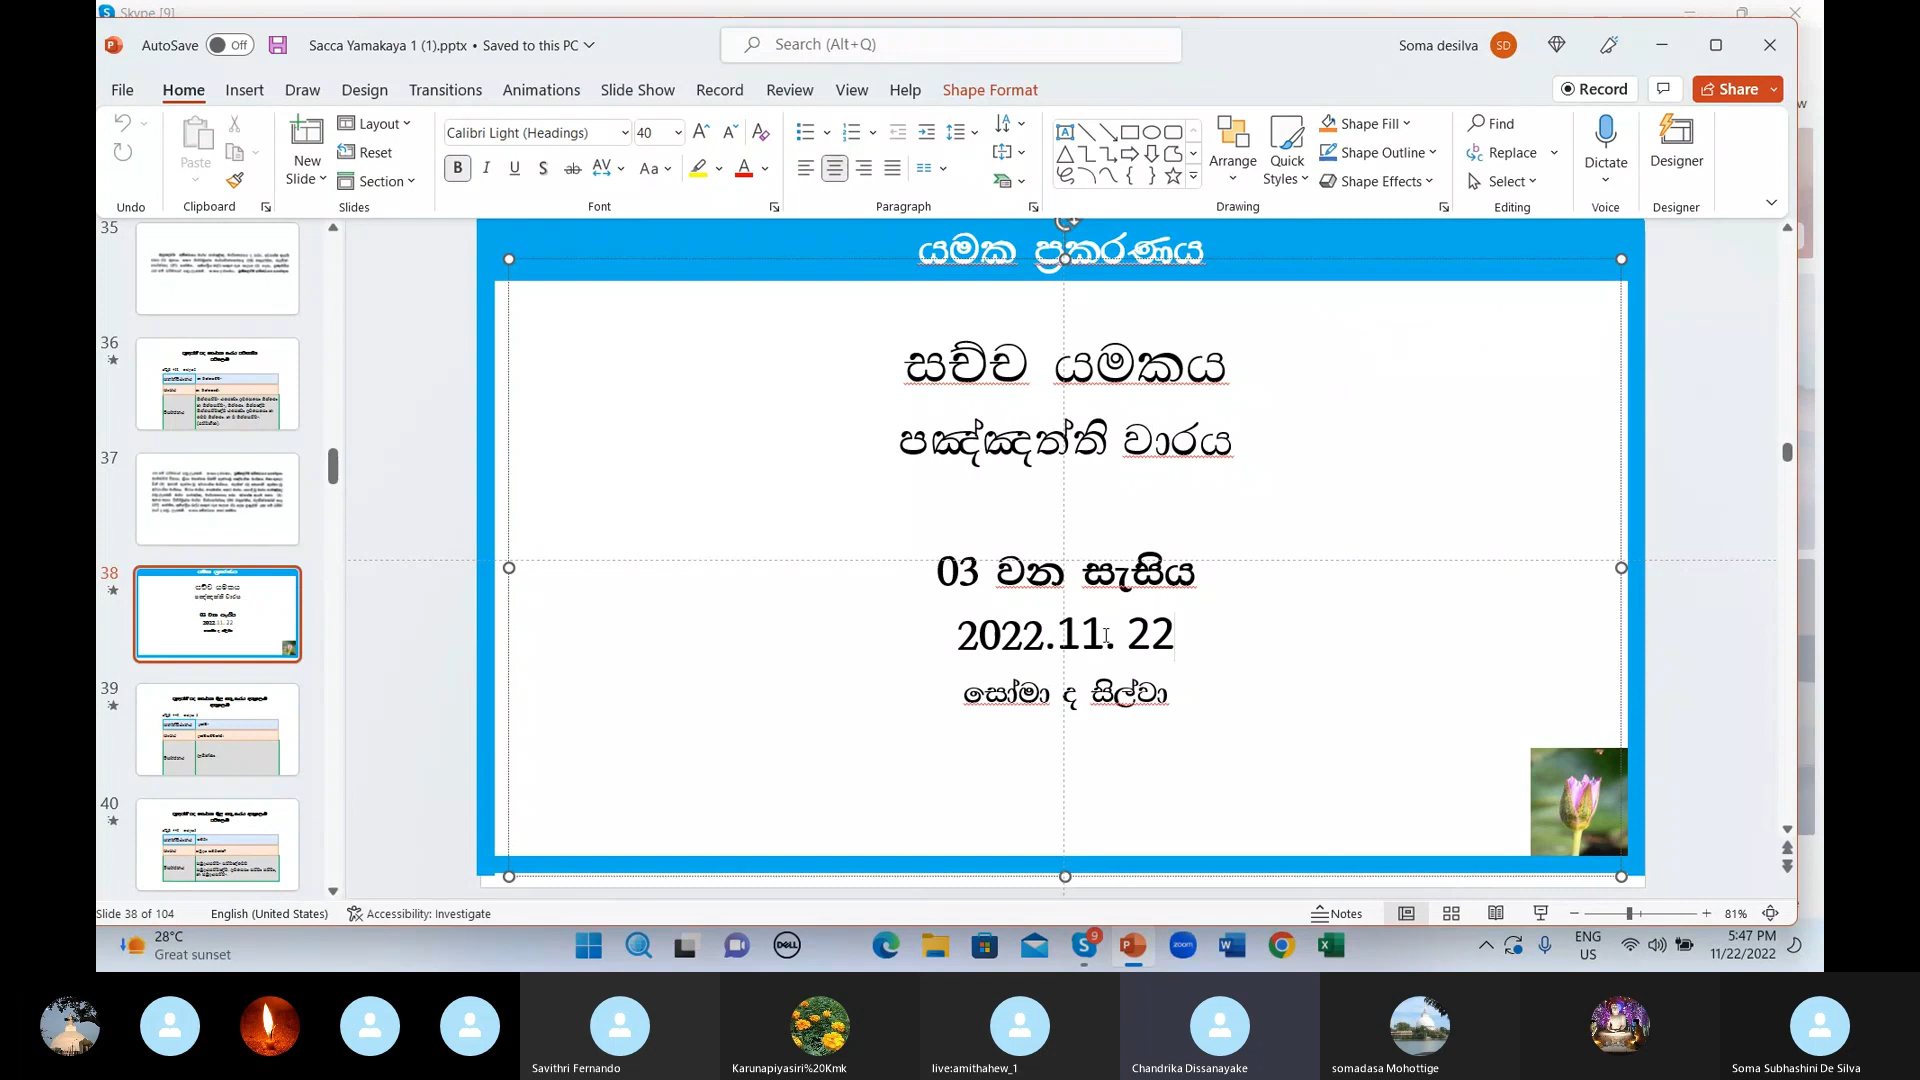 Skype [9]
AutoSave Off Sacca Yamakaya 1 (1).pptx • Saved to this PC Search (Alt+Q) Soma desilva SD
File Home Insert Draw Design Transitions Animations Slide Show Record Review View Help Shape Format Record Share
Paste New Slide Layout Reset Section Calibri Light (Headings) 40 Arrange Quick Styles Shape Fill Shape Outline Shape Effects Find Replace Select Dictate Designer
Undo Clipboard Slides Font Paragraph Drawing Editing Voice Designer
35
36
37
38
39
40
යමක ප්‍රකරණය
සච්ච යමකය
පඤ්ඤත්ති වාරය
03 වන සැසිය
2022.11. 22
සෝමා ද සිල්වා
Slide 38 of 104 English (United States) Accessibility: Investigate Notes 81%
28°C
Great sunset
DELL
9
zoom
ENG
US
5:47 PM
11/22/2022
Savithri Fernando Karunapiyasiri%20Kmk live:amithahew_1 Chandrika Dissanayake somadasa Mohottige Soma Subhashini De Silva